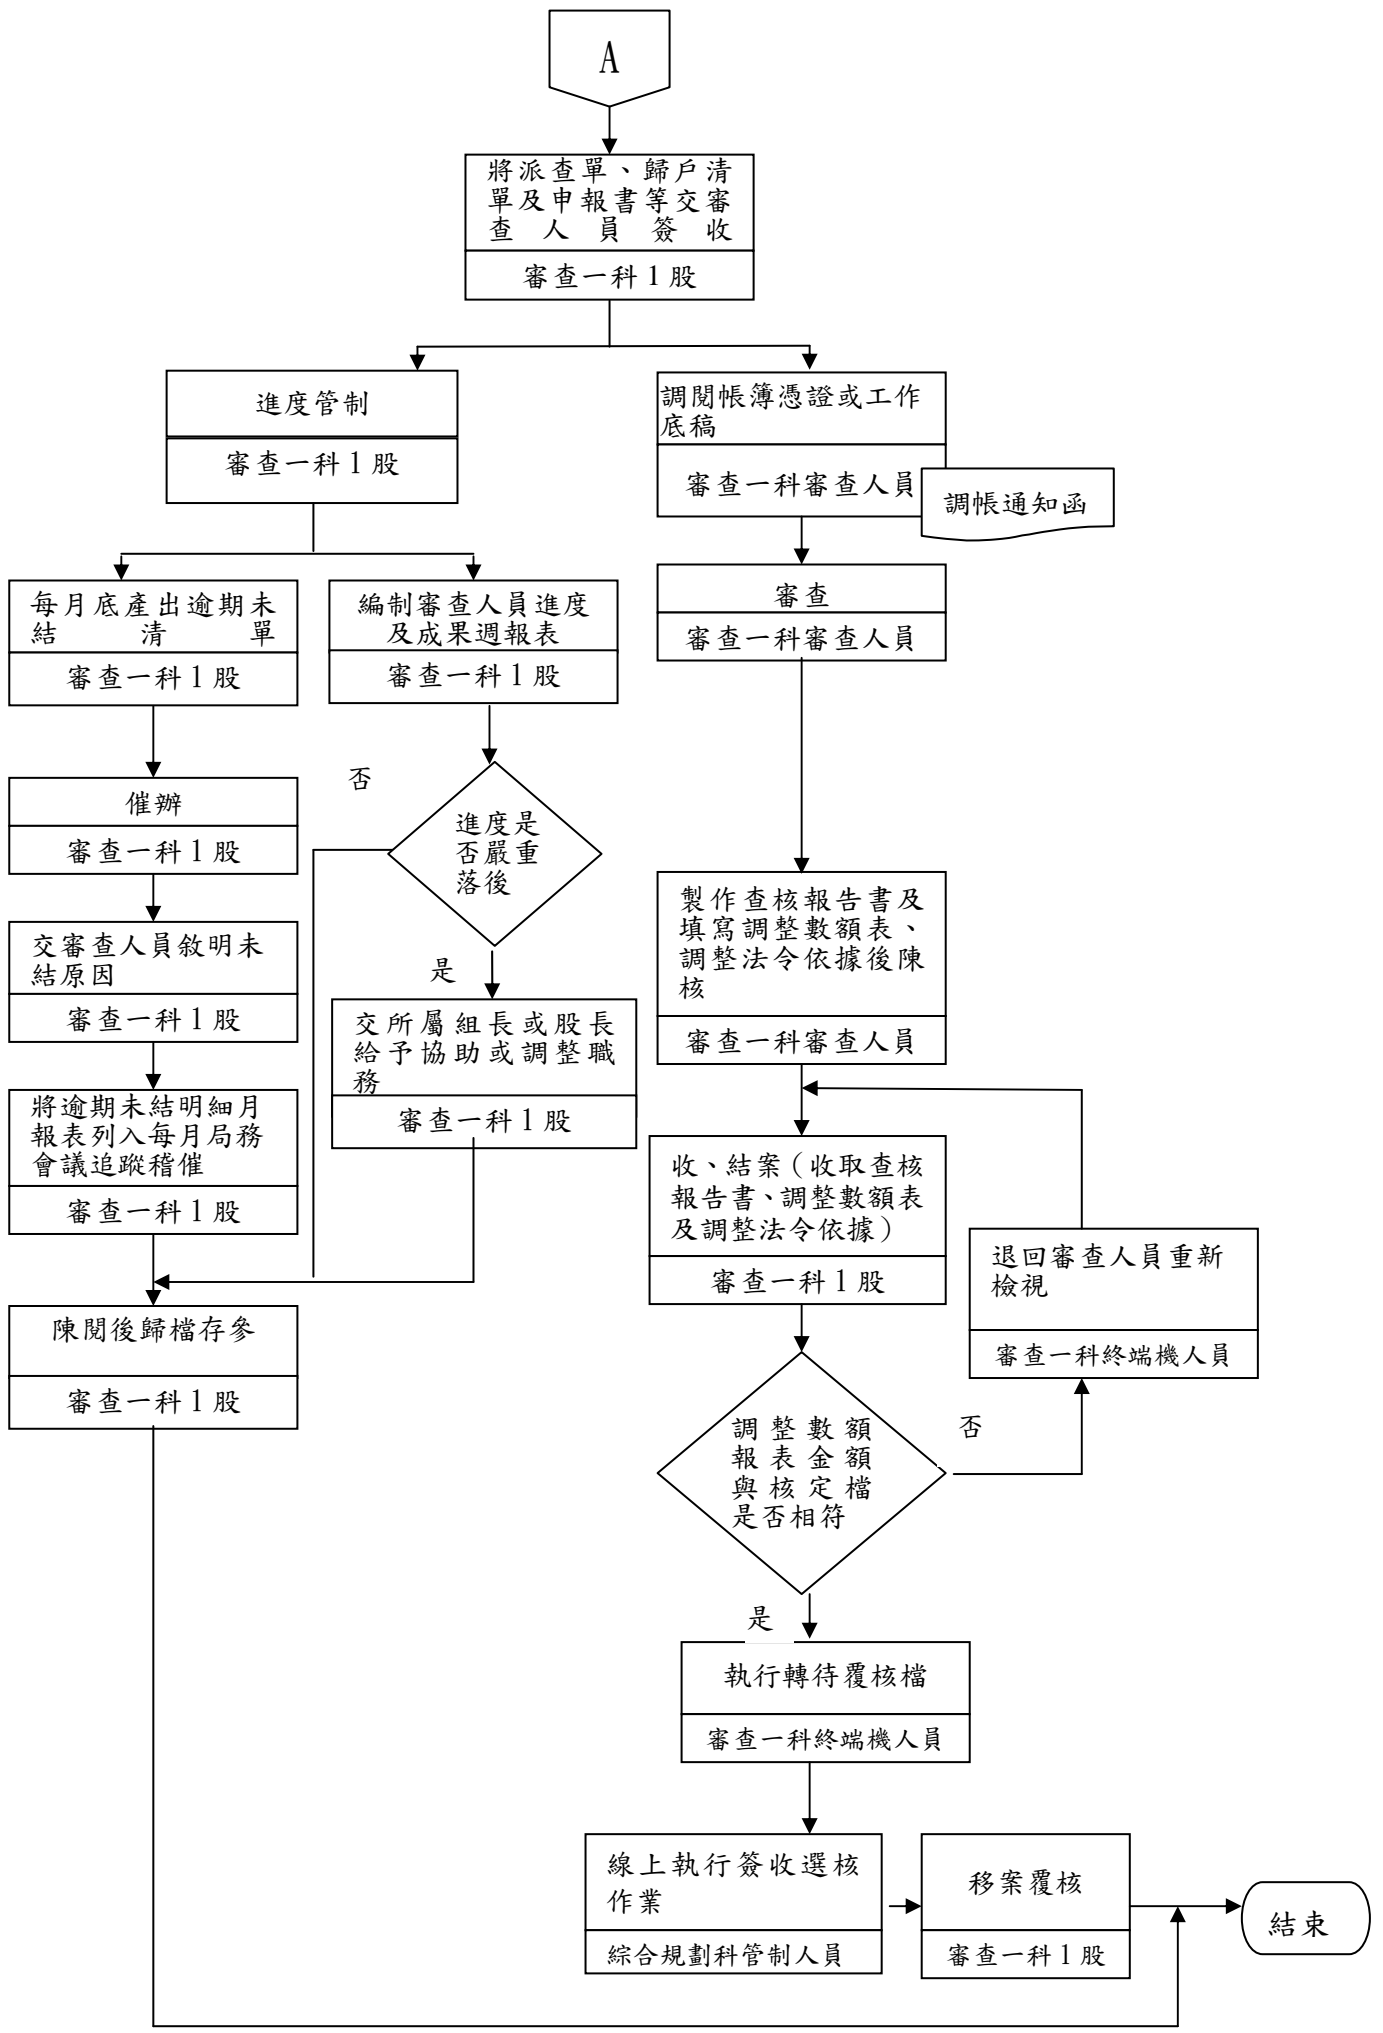 A
將派查單、歸戶清
單及申報書等交審
查人員簽收
審查一科1股
進度管制
審查一科1股
調閱帳簿憑證或工作
底稿
審查一科審查人員
調帳通知函
每月底產出逾期未
結清單
審查一科1股
編制審查人員進度
及成果週報表
審查一科1股
審查
審查一科審查人員
催辦
審查一科1股
否
進度是
否嚴重
落後
是
交審查人員敘明未
結原因
審查一科1股
交所屬組長或股長
給予協助或調整職
務
審查一科1股
製作查核報告書及
填寫調整數額表、
調整法令依據後陳
核
審查一科審查人員
將逾期未結明細月
報表列入每月局務
會議追蹤稽催
審查一科1股
收、結案（收取查核
報告書、調整數額表
及調整法令依據）
審查一科1股
退回審查人員重新
檢視
審查一科終端機人員
陳閱後歸檔存參
審查一科1股
調整數額
報表金額
與核定檔
是否相符
否
是
執行轉待覆核檔
審查一科終端機人員
線上執行簽收選核
作業
綜合規劃科管制人員
移案覆核
審查一科1股
結束